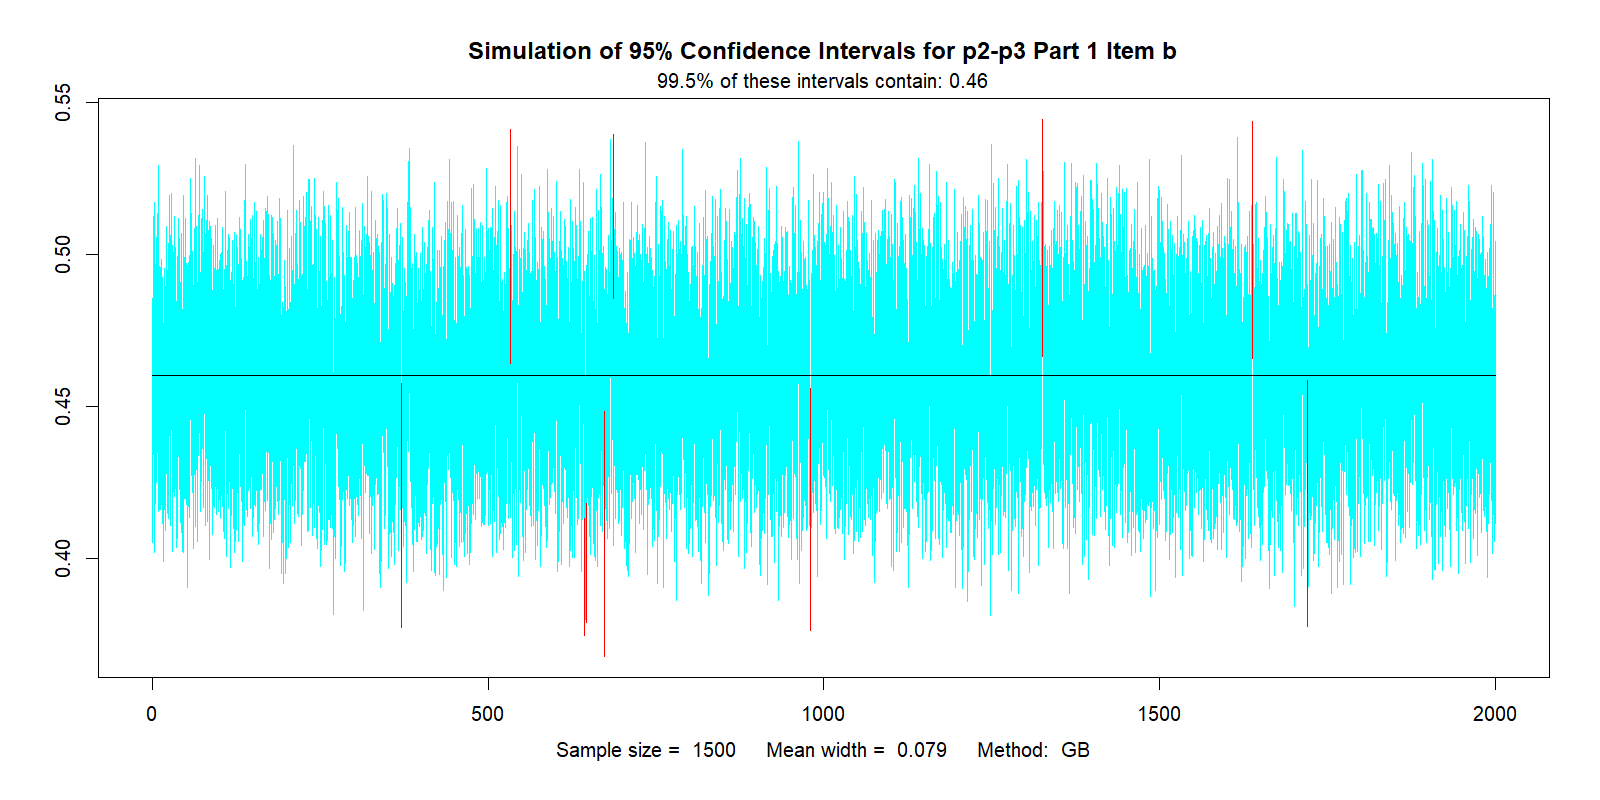 Simulation of 95% Confidence Intervals for p2-p3 Part 1 Item b
99.5% of these intervals contain: 0.46
0.55
0.50
0.45
0.40
0 500 1000 1500 2000
Sample size = 1500 Mean width = 0.079 Method: GB